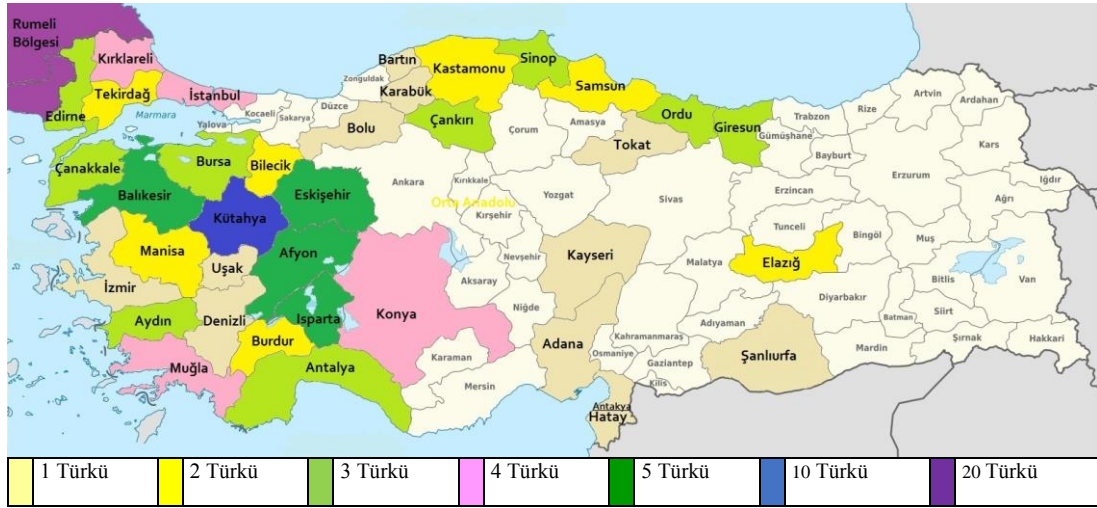 Rumeli
Bölgesi
Kırklareli
Tekirdağ
İstanbul
Edirne
Marmara
Yalova
Kocaeli
Sakarya
Düzce
Zonguldak
Bartın
Karabük
Kastamonu
Sinop
Samsun
Bolu
Çankırı
Çorum
Amasya
Tokat
Ordu
Giresun
Trabzon
Gümüşhane
Rize
Artvin
Ardahan
Bayburt
Kars
Iğdır
Ağrı
Erzurum
Erzincan
Çanakkale
Bursa
Bilecik
Balıkesir
Eskişehir
Kütahya
Ankara
Kırıkkale
Orta Anadolu
Kırşehir
Yozgat
Sivas
Tunceli
Bingöl
Muş
Elazığ
Bitlis
Van
Manisa
Uşak
Afyon
İzmir
Kayseri
Nevşehir
Aksaray
Malatya
Diyarbakır
Batman
Siirt
Aydın
Denizli
Isparta
Konya
Niğde
Burdur
Adana
Kahramanmaraş
Adıyaman
Mardin
Şırnak
Hakkari
Muğla
Antalya
Karaman
Mersin
Osmaniye
Gaziantep
Kilis
Şanlıurfa
Antakya
Hatay
1 Türkü
2 Türkü
3 Türkü
4 Türkü
5 Türkü
10 Türkü
20 Türkü